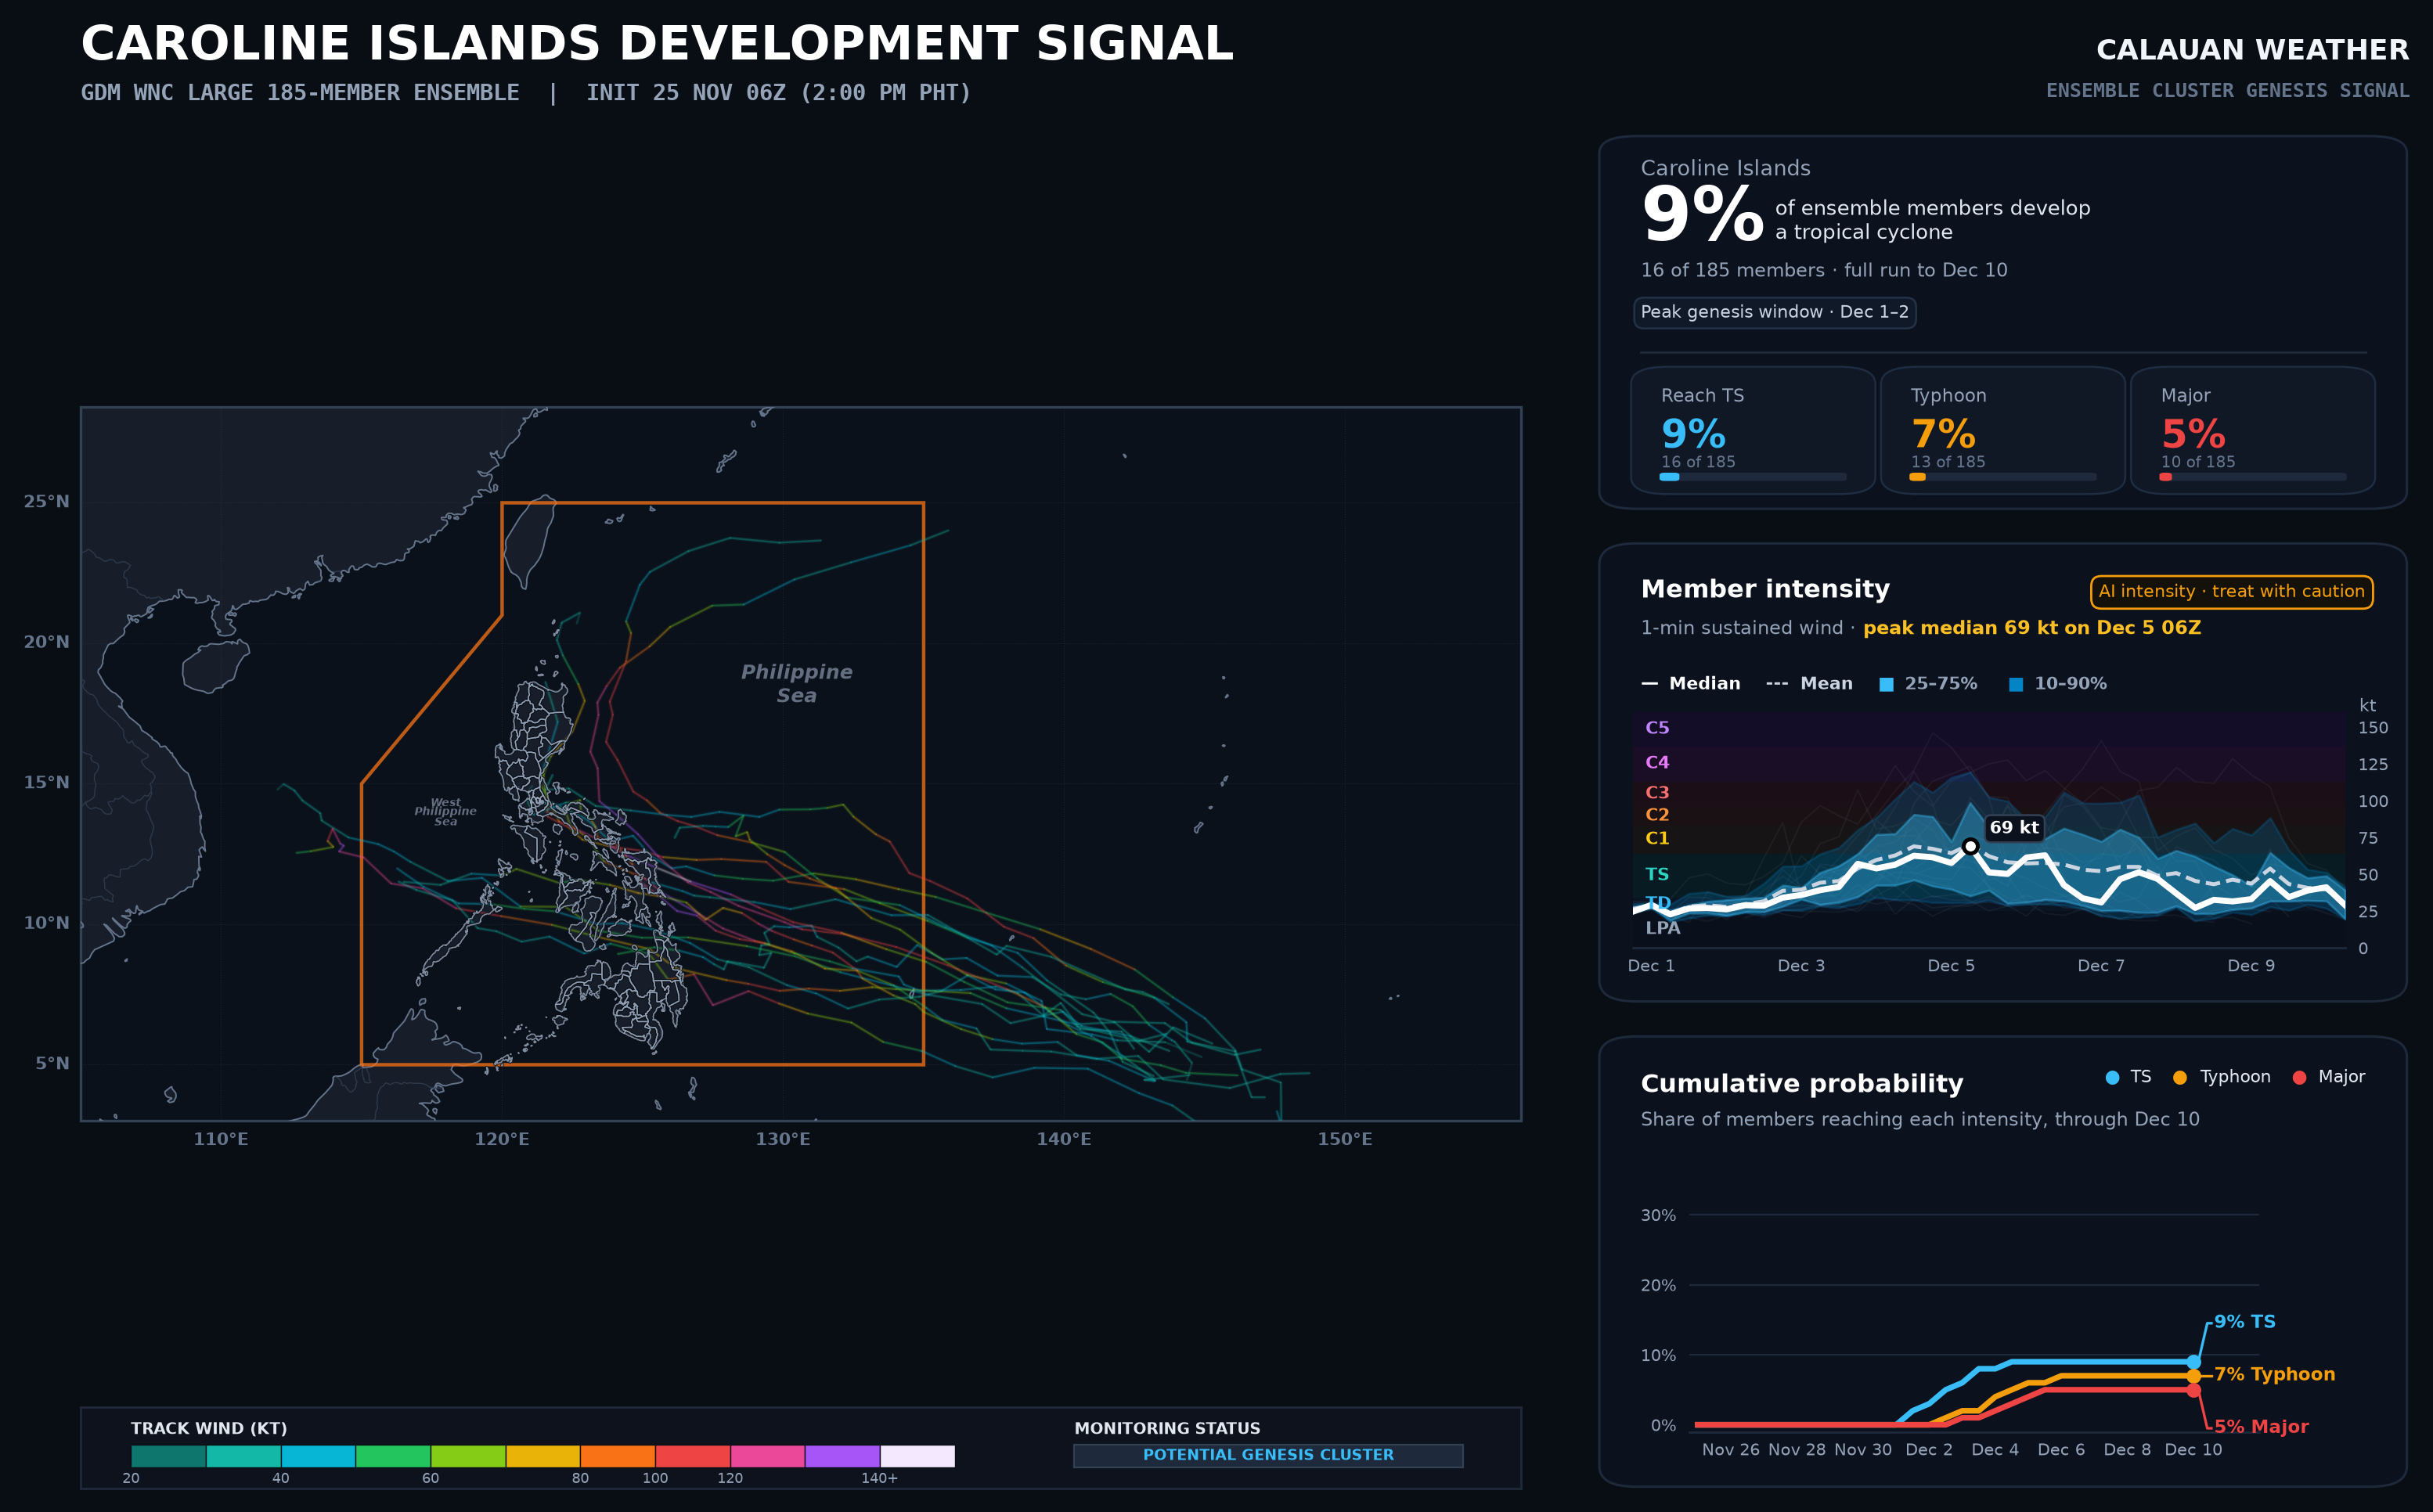 CAROLINE ISLANDS DEVELOPMENT SIGNAL
GDM WNC LARGE 185-MEMBER ENSEMBLE | INIT 25 NOV 06Z (2:00 PM PHT)
CALAUAN WEATHER
ENSEMBLE CLUSTER GENESIS SIGNAL
25°N
20°N
15°N
10°N
5°N
110°E
120°E
130°E
140°E
150°E
Philippine
Sea
West
Philippine
Sea
TRACK WIND (KT)
20
40
60
80
100
120
140+
MONITORING STATUS
POTENTIAL GENESIS CLUSTER
Caroline Islands
9% of ensemble members develop
a tropical cyclone
16 of 185 members · full run to Dec 10
Peak genesis window · Dec 1–2
Reach TS
9%
16 of 185
Typhoon
7%
13 of 185
Major
5%
10 of 185
Member intensity
AI intensity · treat with caution
1-min sustained wind · peak median 69 kt on Dec 5 06Z
Median
Mean
25–75%
10–90%
kt
C5
C4
C3
C2
C1
TS
TD
LPA
69 kt
150
125
100
75
50
25
0
Dec 1
Dec 3
Dec 5
Dec 7
Dec 9
Cumulative probability
TS
Typhoon
Major
Share of members reaching each intensity, through Dec 10
30%
20%
10%
0%
9% TS
7% Typhoon
5% Major
Nov 26
Nov 28
Nov 30
Dec 2
Dec 4
Dec 6
Dec 8
Dec 10